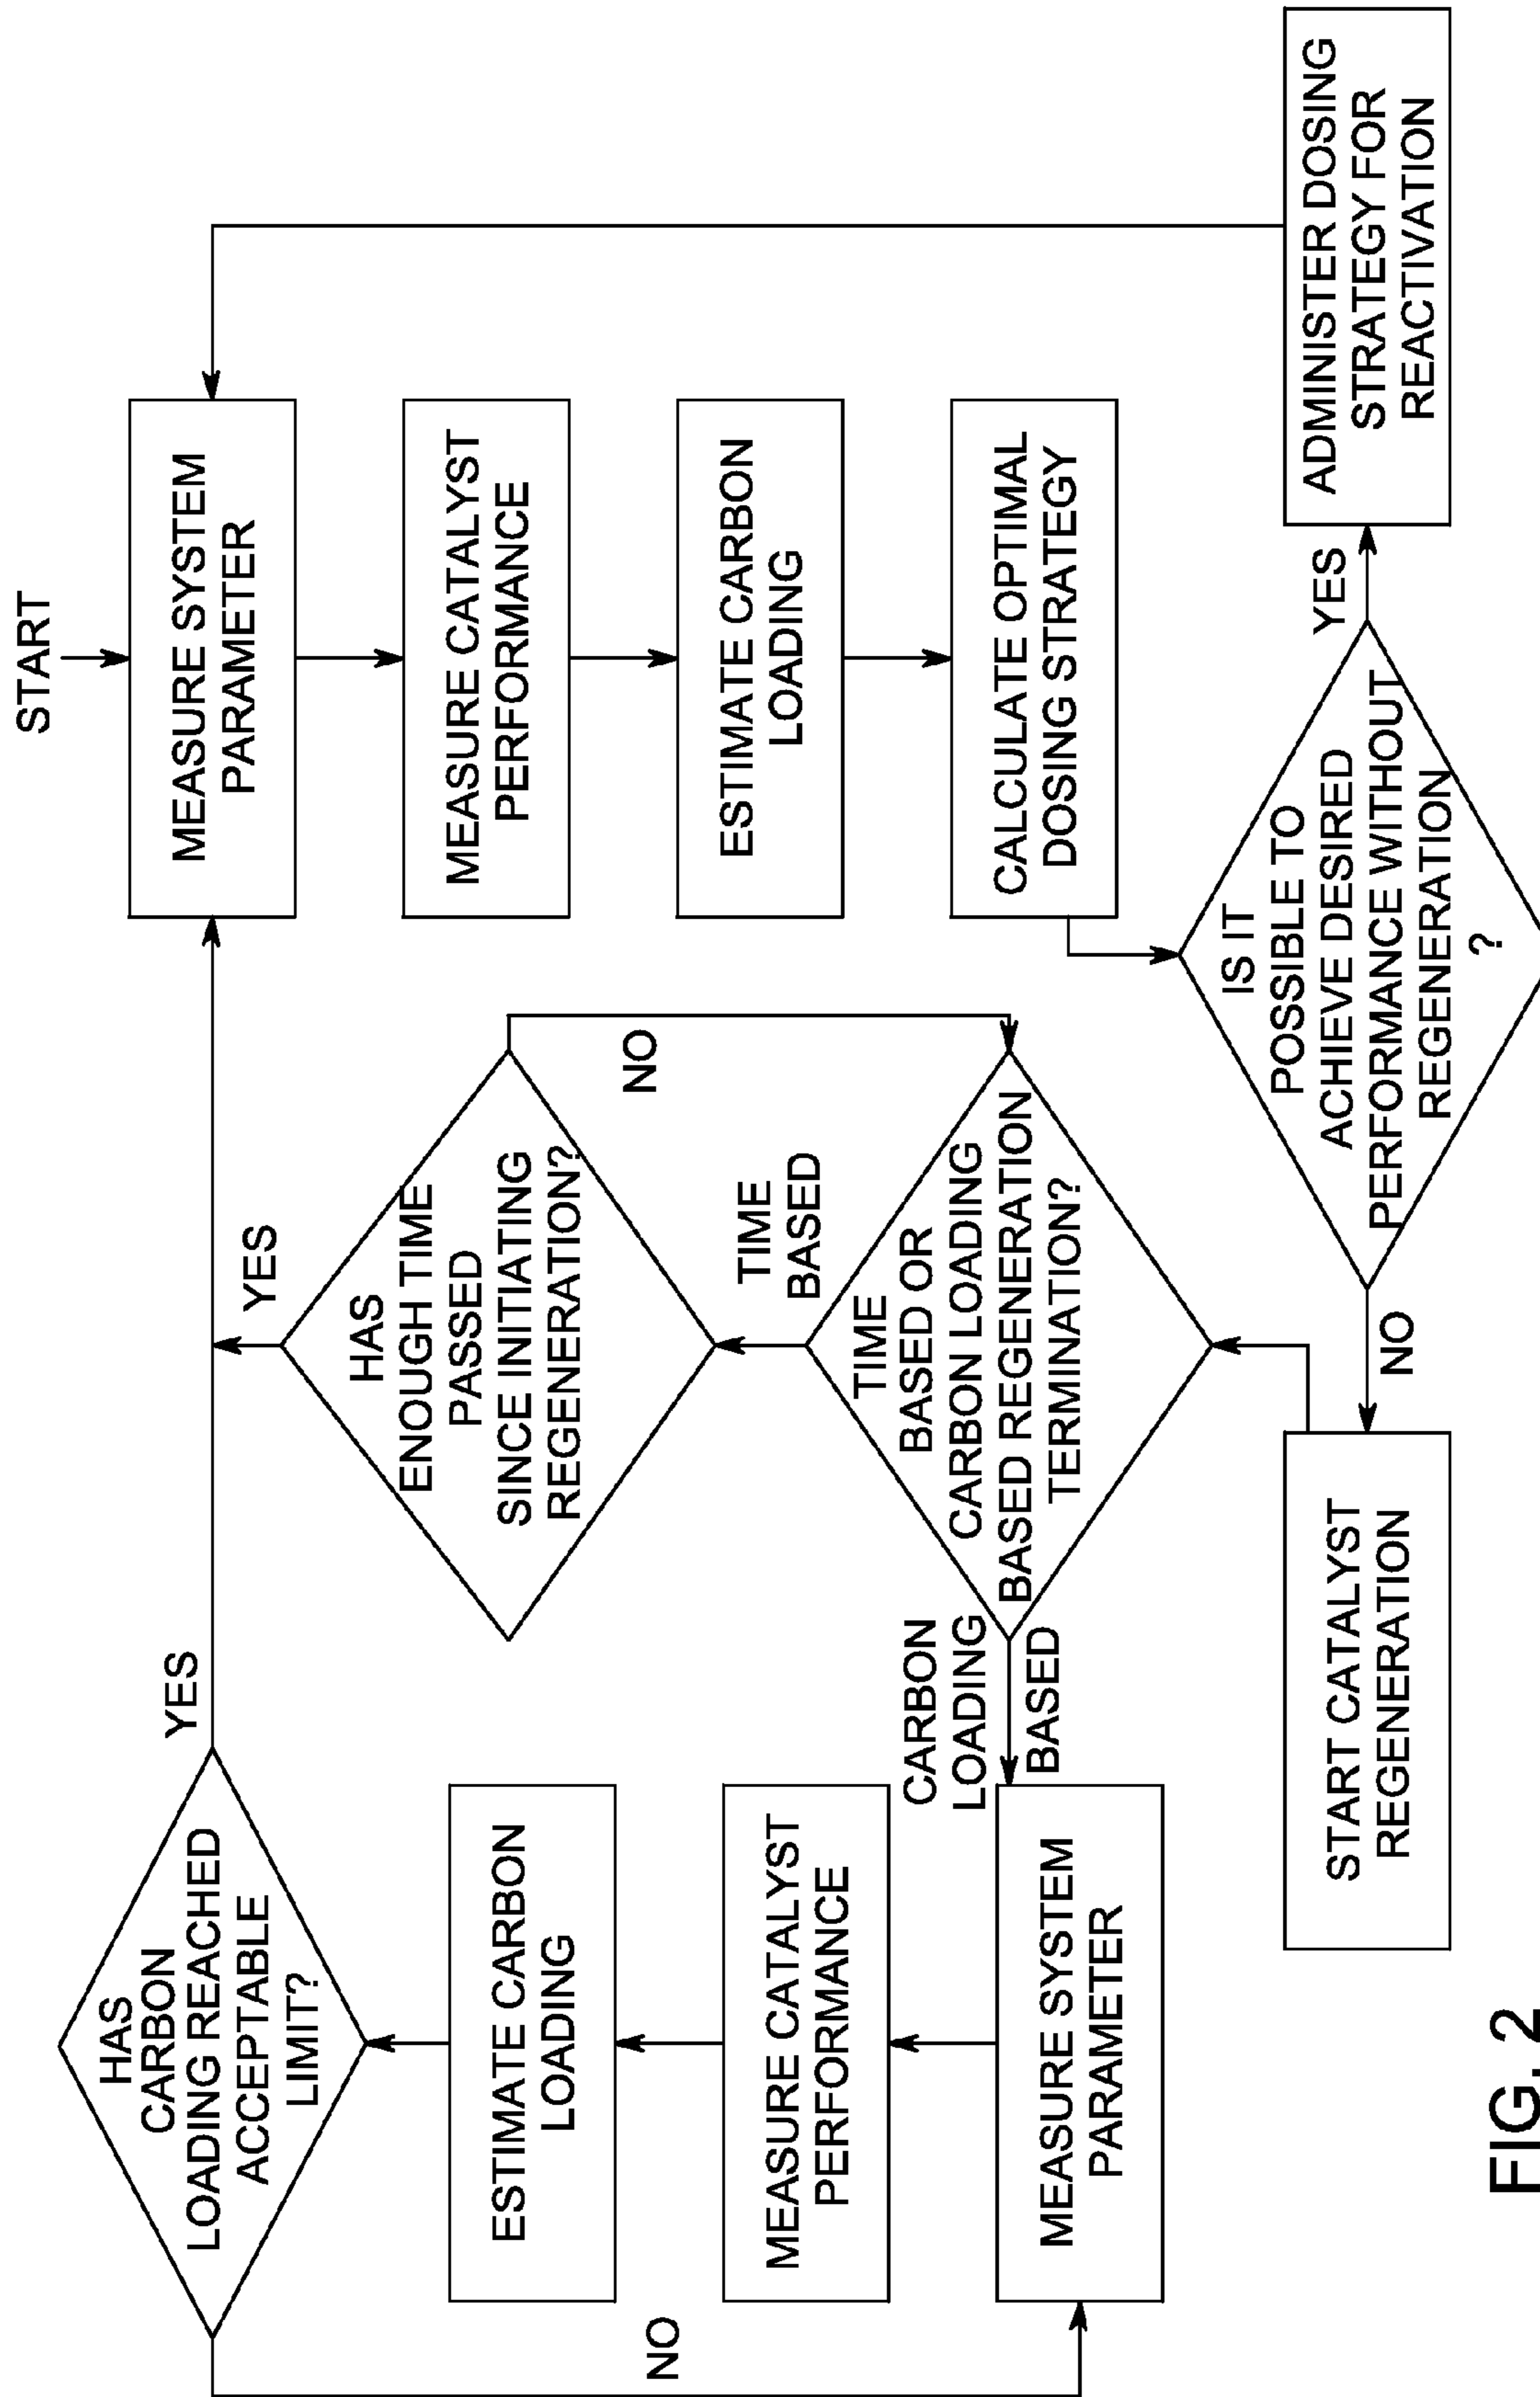 START
MEASURE SYSTEM
PARAMETER
MEASURE CATALYST
PERFORMANCE
ESTIMATE CARBON
LOADING
CALCULATE OPTIMAL
DOSING STRATEGY
IS IT
POSSIBLE TO
ACHIEVE DESIRED
PERFORMANCE WITHOUT
REGENERATION
?
YES
ADMINISTER DOSING
STRATEGY FOR
REACTIVATION
NO
START CATALYST
REGENERATION
TIME
BASED OR
CARBON LOADING
BASED REGENERATION
TERMINATION?
TIME
BASED
HAS
ENOUGH TIME
PASSED
SINCE INITIATING
REGENERATION?
YES
NO
CARBON
LOADING
BASED
MEASURE SYSTEM
PARAMETER
MEASURE CATALYST
PERFORMANCE
ESTIMATE CARBON
LOADING
HAS
CARBON
LOADING REACHED
ACCEPTABLE
LIMIT?
YES
NO
FIG. 2